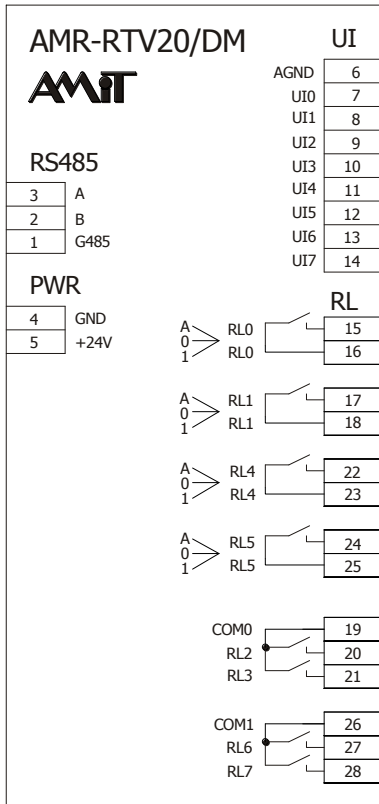 AMR-RTV20/DM
AMiT
UI
AGND 6
UI0 7
UI1 8
UI2 9
UI3 10
UI4 11
UI5 12
UI6 13
UI7 14
RS485
3 A
2 B
1 G485
PWR
4 GND
5 +24V
RL
A
0
1
RL0 15
RL0 16
A
0
1
RL1 17
RL1 18
A
0
1
RL4 22
RL4 23
A
0
1
RL5 24
RL5 25
COM0 19
RL2 20
RL3 21
COM1 26
RL6 27
RL7 28